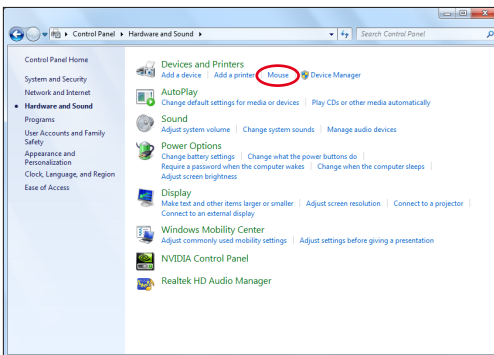 Control Panel ▸ Hardware and Sound ▸
Search Control Panel
Control Panel Home
System and Security
Network and Internet
Hardware and Sound
Programs
User Accounts and Family
Safety
Appearance and
Personalization
Clock, Language, and Region
Ease of Access
Devices and Printers
Add a device | Add a printer | Mouse | Device Manager
AutoPlay
Change default settings for media or devices | Play CDs or other media automatically
Sound
Adjust system volume | Change system sounds | Manage audio devices
Power Options
Change battery settings | Change what the power buttons do |
Require a password when the computer wakes | Change when the computer sleeps |
Adjust screen brightness
Display
Make text and other items larger or smaller | Adjust screen resolution | Connect to a projector |
Connect to an external display
Windows Mobility Center
Adjust commonly used mobility settings | Adjust settings before giving a presentation
NVIDIA Control Panel
Realtek HD Audio Manager